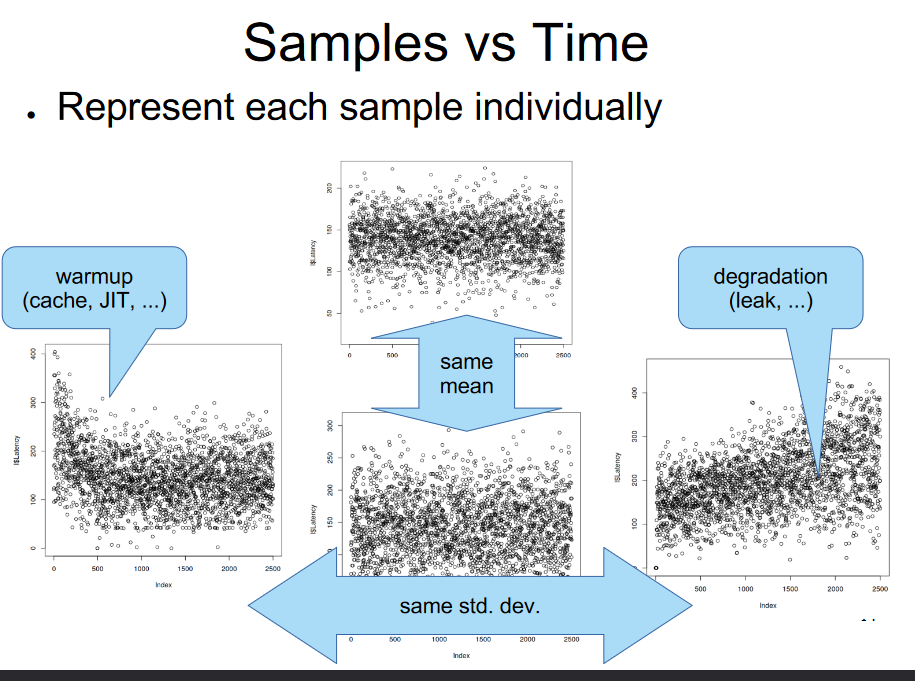 Samples vs Time
• Represent each sample individually
200
150
100
50
l$Latency
0
500
2000
2500
warmup
(cache, JIT, ...)
degradation
(leak, ...)
same
mean
400
300
200
100
0
l$Latency
0
500
1000
1500
2000
2500
Index
300
250
200
150
l$Latency
0
500
1000
1500
2000
2500
Index
400
300
200
100
l$Latency
500
1000
1500
2000
2500
Index
same std. dev.